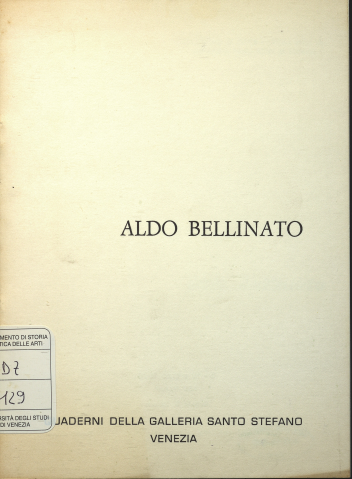 ALDO BELLINATO
MENTO DI STORIA
TICA DELLE ARTI
D7
129
SITÀ DEGLI STUDI
DI VENEZIA
UADERNI DELLA GALLERIA SANTO STEFANO
VENEZIA